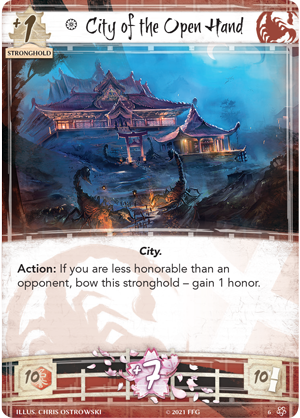 +1
City of the Open Hand
STRONGHOLD
City.
Action: If you are less honorable than an
opponent, bow this stronghold – gain 1 honor.
10
+7
10
ILLUS. CHRIS OSTROWSKI
© 2021 FFG
6